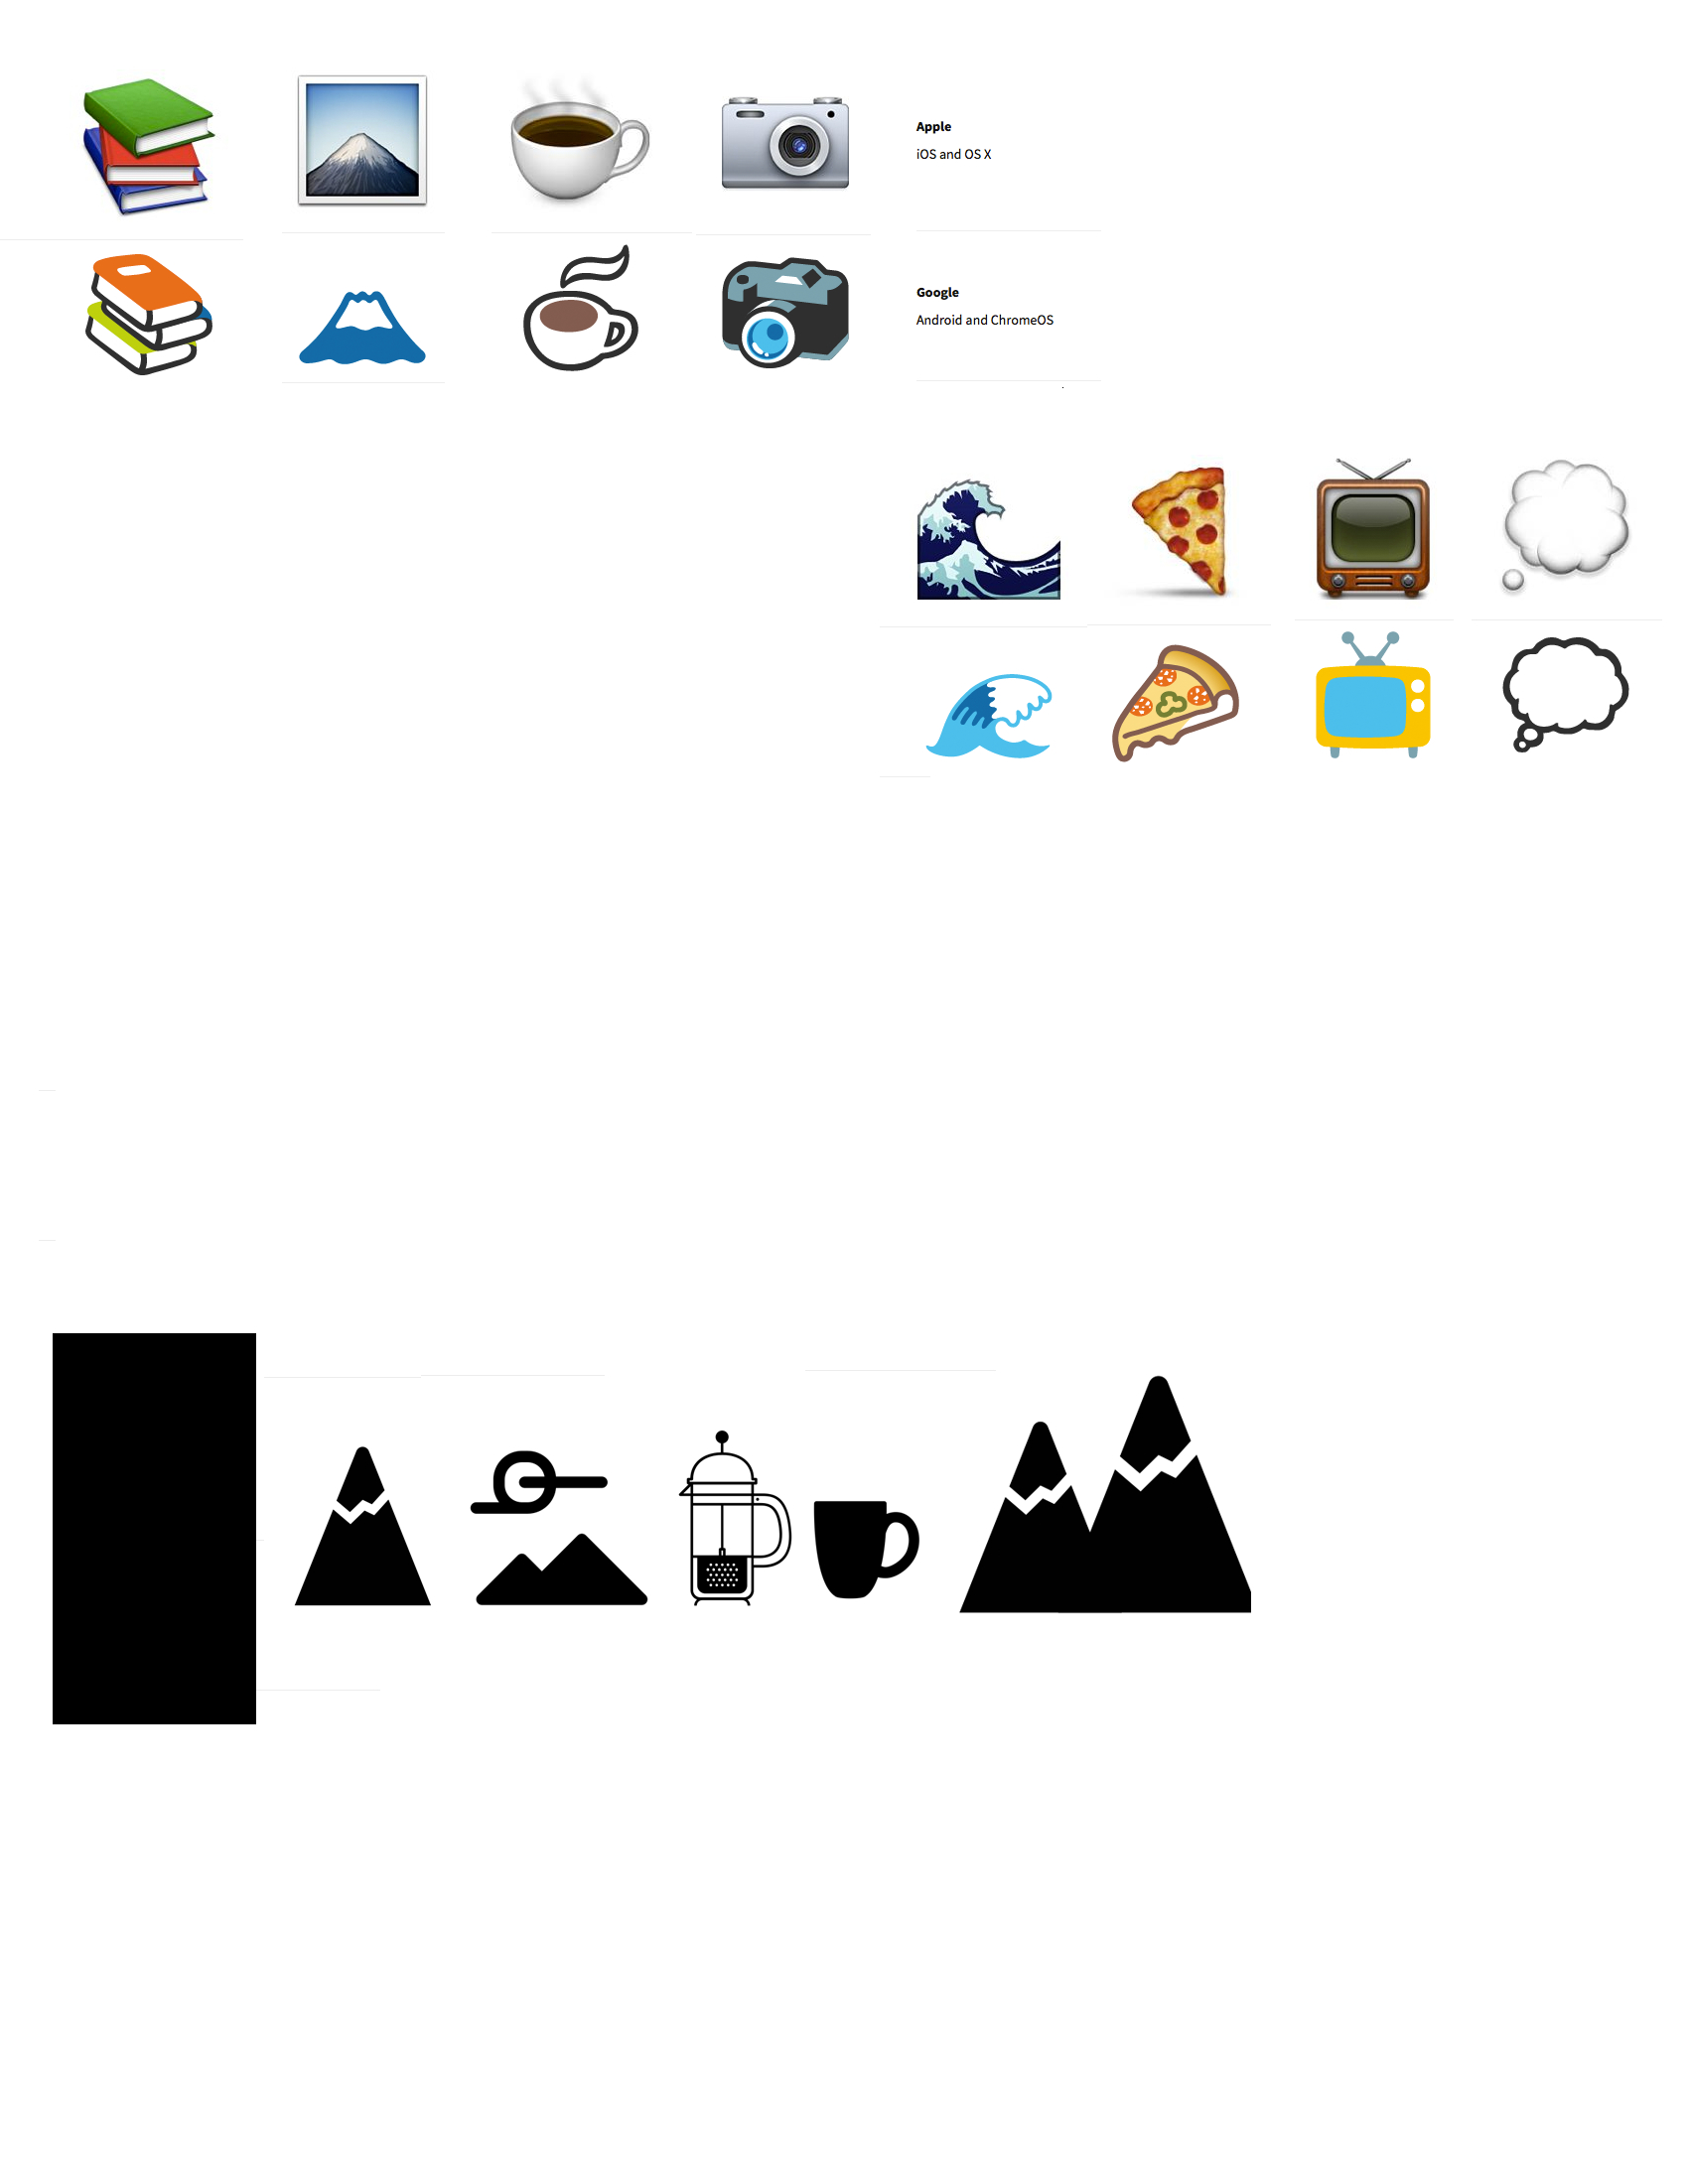 Apple
iOS and OS X
Google
Android and ChromeOS